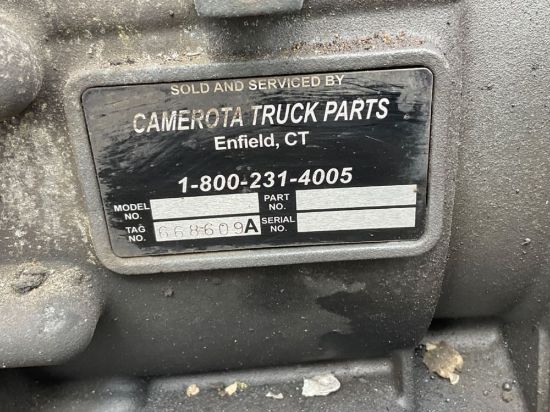 SOLD AND SERVICED BY
CAMEROTA TRUCK PARTS
Enfield, CT
1-800-231-4005
MODEL NO. PART NO.
TAG NO. 668609A SERIAL NO.